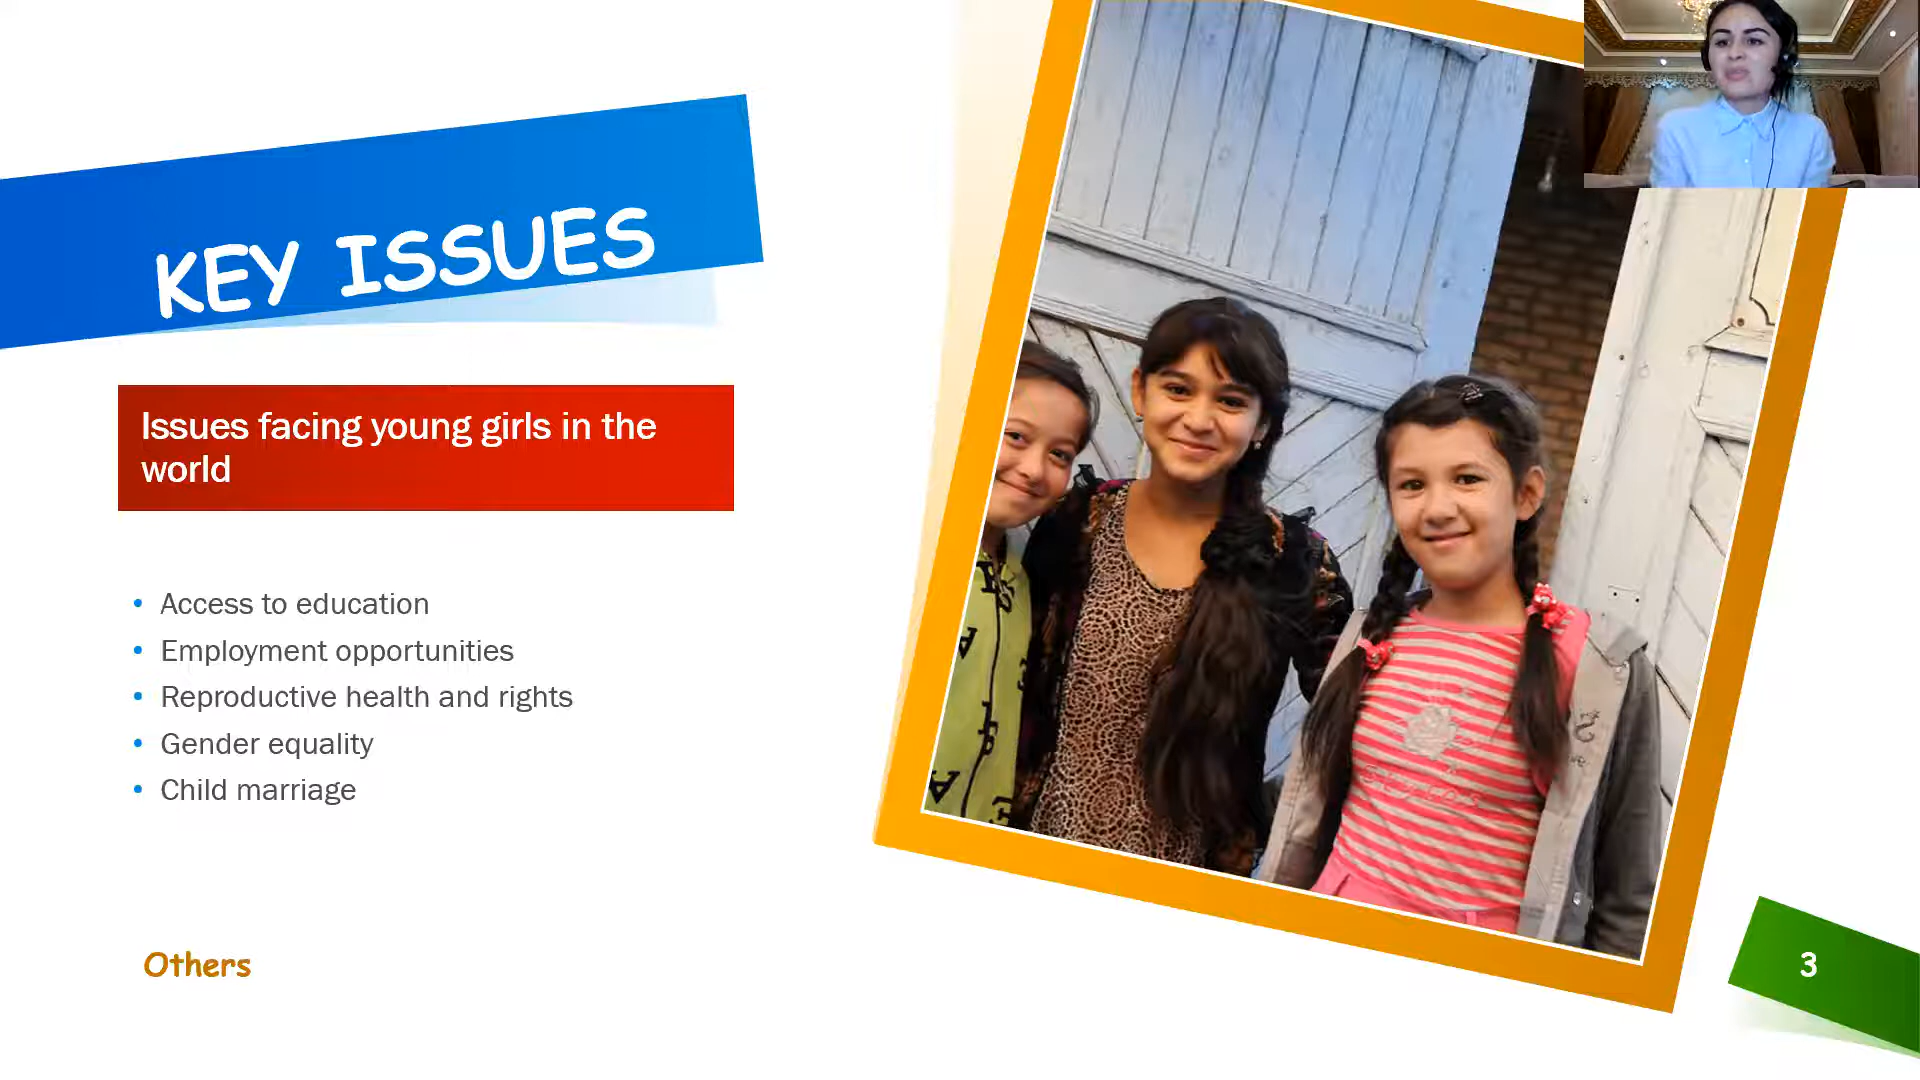 KEY ISSUES
Issues facing young girls in the
world
• Access to education
• Employment opportunities
• Reproductive health and rights
• Gender equality
• Child marriage
Others
3